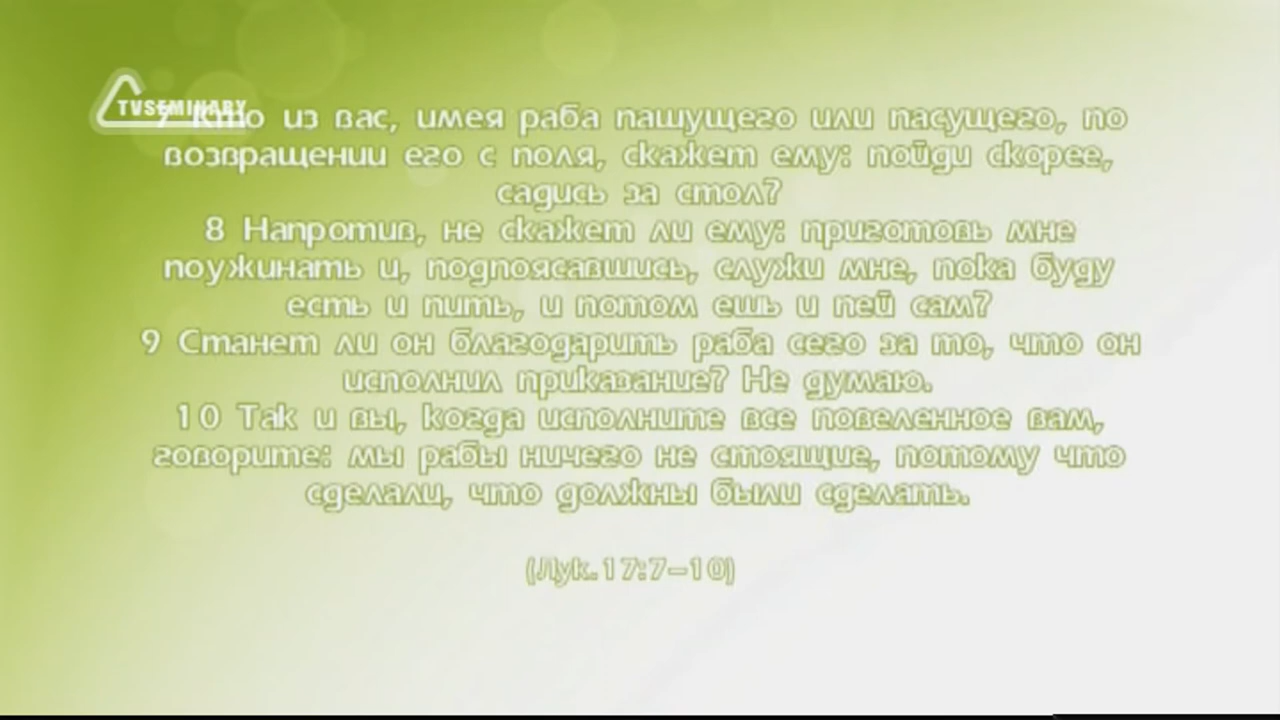 TVSEMINARY
7 Кто из вас, имея раба пашущего или пасущего, по
возвращении его с поля, скажет ему: пойди скорее,
садись за стол?
8 Напротив, не скажет ли ему: приготовь мне
поужинать и, подпоясавшись, служи мне, пока буду
есть и пить, и потом ешь и пей сам?
9 Станет ли он благодарить раба сего за то, что он
исполнил приказание? Не думаю.
10 Так и вы, когда исполните все повеленное вам,
говорите: мы рабы ничего не стоящие, потому что
сделали, что должны были сделать.
(Лук.17:7–10)